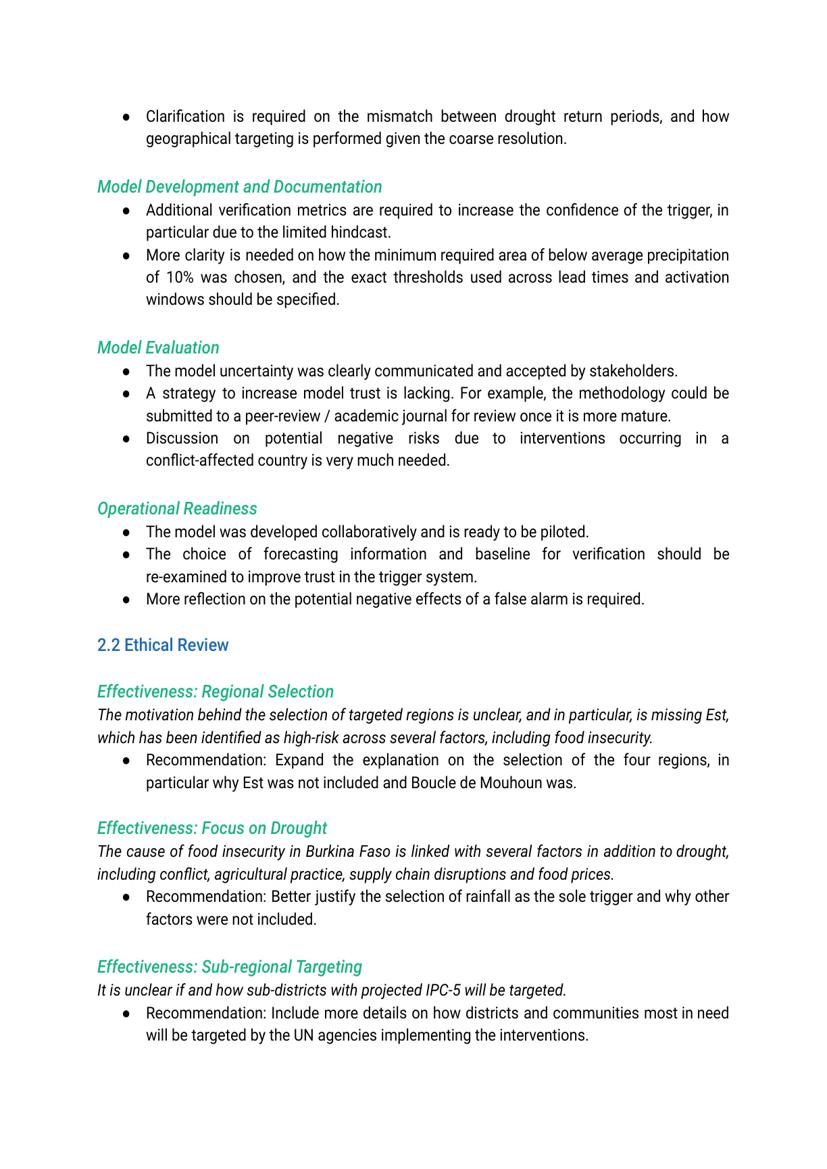 ● Clarification is required on the mismatch between drought return periods, and how
geographical targeting is performed given the coarse resolution.
Model Development and Documentation
● Additional verification metrics are required to increase the confidence of the trigger, in
particular due to the limited hindcast.
● More clarity is needed on how the minimum required area of below average precipitation
of 10% was chosen, and the exact thresholds used across lead times and activation
windows should be specified.
Model Evaluation
● The model uncertainty was clearly communicated and accepted by stakeholders.
● A strategy to increase model trust is lacking. For example, the methodology could be
submitted to a peer-review / academic journal for review once it is more mature.
● Discussion on potential negative risks due to interventions occurring in a
conflict-affected country is very much needed.
Operational Readiness
● The model was developed collaboratively and is ready to be piloted.
● The choice of forecasting information and baseline for verification should be
re-examined to improve trust in the trigger system.
● More reflection on the potential negative effects of a false alarm is required.
2.2 Ethical Review
Effectiveness: Regional Selection
The motivation behind the selection of targeted regions is unclear, and in particular, is missing Est,
which has been identified as high-risk across several factors, including food insecurity.
● Recommendation: Expand the explanation on the selection of the four regions, in
particular why Est was not included and Boucle de Mouhoun was.
Effectiveness: Focus on Drought
The cause of food insecurity in Burkina Faso is linked with several factors in addition to drought,
including conflict, agricultural practice, supply chain disruptions and food prices.
● Recommendation: Better justify the selection of rainfall as the sole trigger and why other
factors were not included.
Effectiveness: Sub-regional Targeting
It is unclear if and how sub-districts with projected IPC-5 will be targeted.
● Recommendation: Include more details on how districts and communities most in need
will be targeted by the UN agencies implementing the interventions.